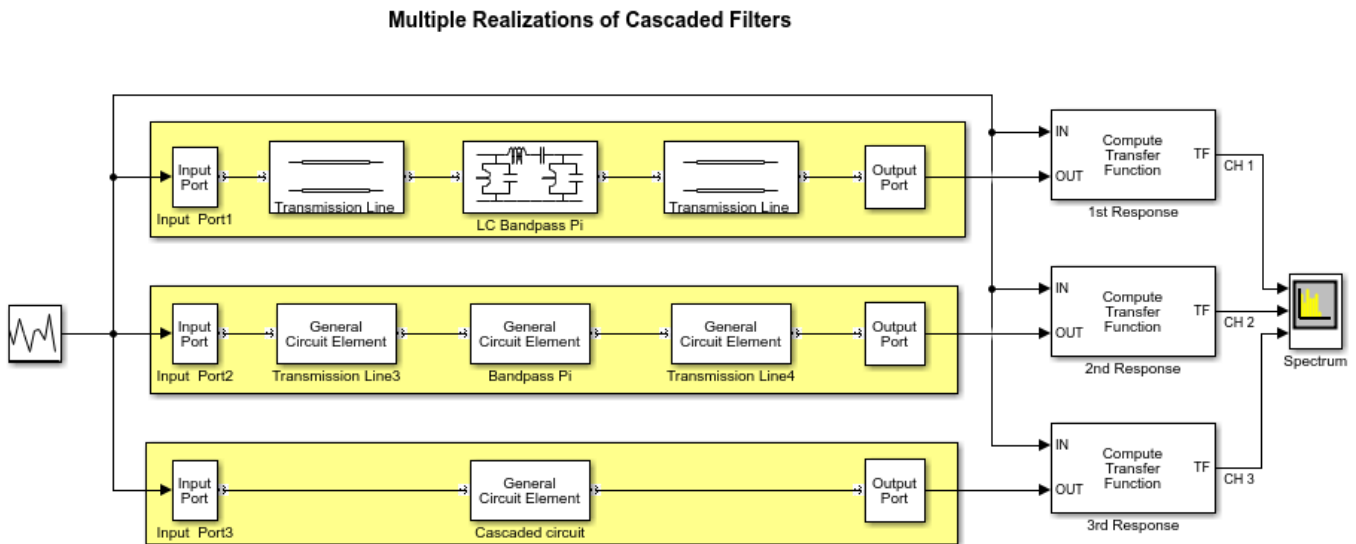 Multiple Realizations of Cascaded Filters
Input
Port
Input Port1
Transmission Line
LC Bandpass Pi
Transmission Line
Output
Port
IN
OUT
Compute
Transfer
Function
TF
CH 1
1st Response
Input
Port
Input Port2
General
Circuit Element
Transmission Line3
General
Circuit Element
Bandpass Pi
General
Circuit Element
Transmission Line4
Output
Port
IN
OUT
Compute
Transfer
Function
TF
CH 2
2nd Response
Spectrum
Input
Port
Input Port3
General
Circuit Element
Cascaded circuit
Output
Port
IN
OUT
Compute
Transfer
Function
TF
CH 3
3rd Response